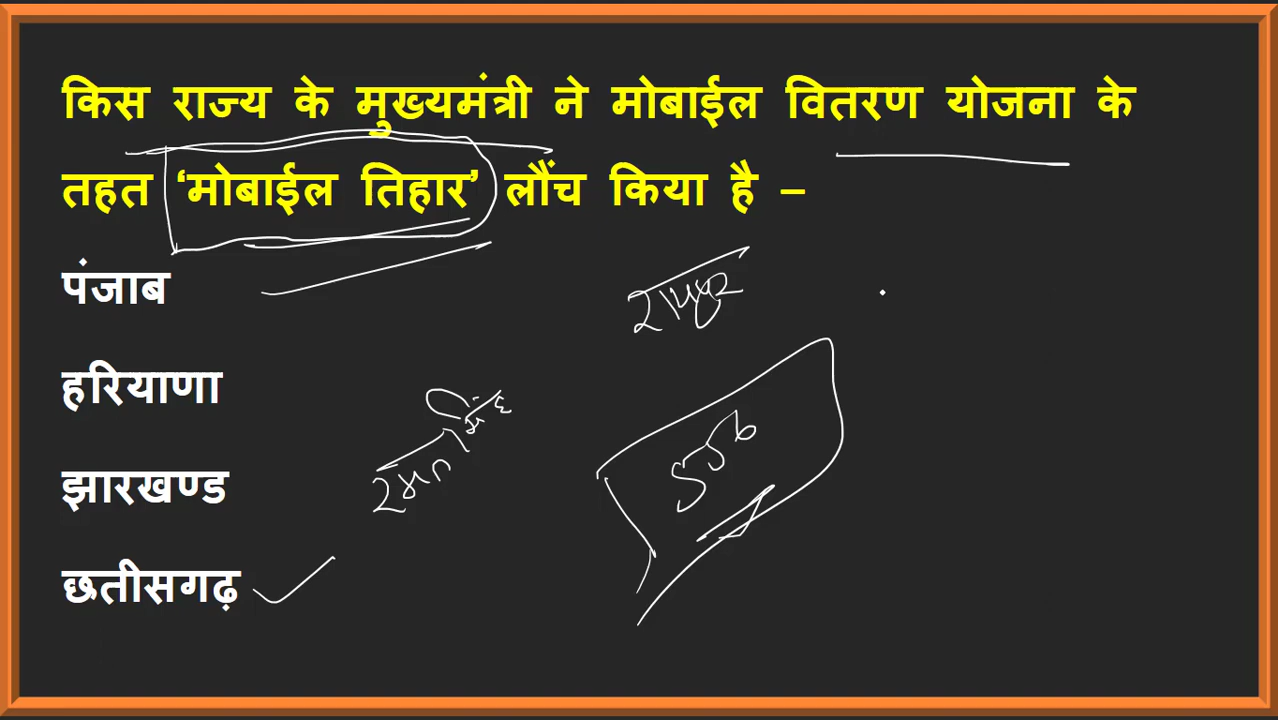 किस राज्य के मुख्यमंत्री ने मोबाईल वितरण योजना के
तहत ‘मोबाईल तिहार’ लौंच किया है –
पंजाब
हरियाणा
झारखण्ड
छतीसगढ़